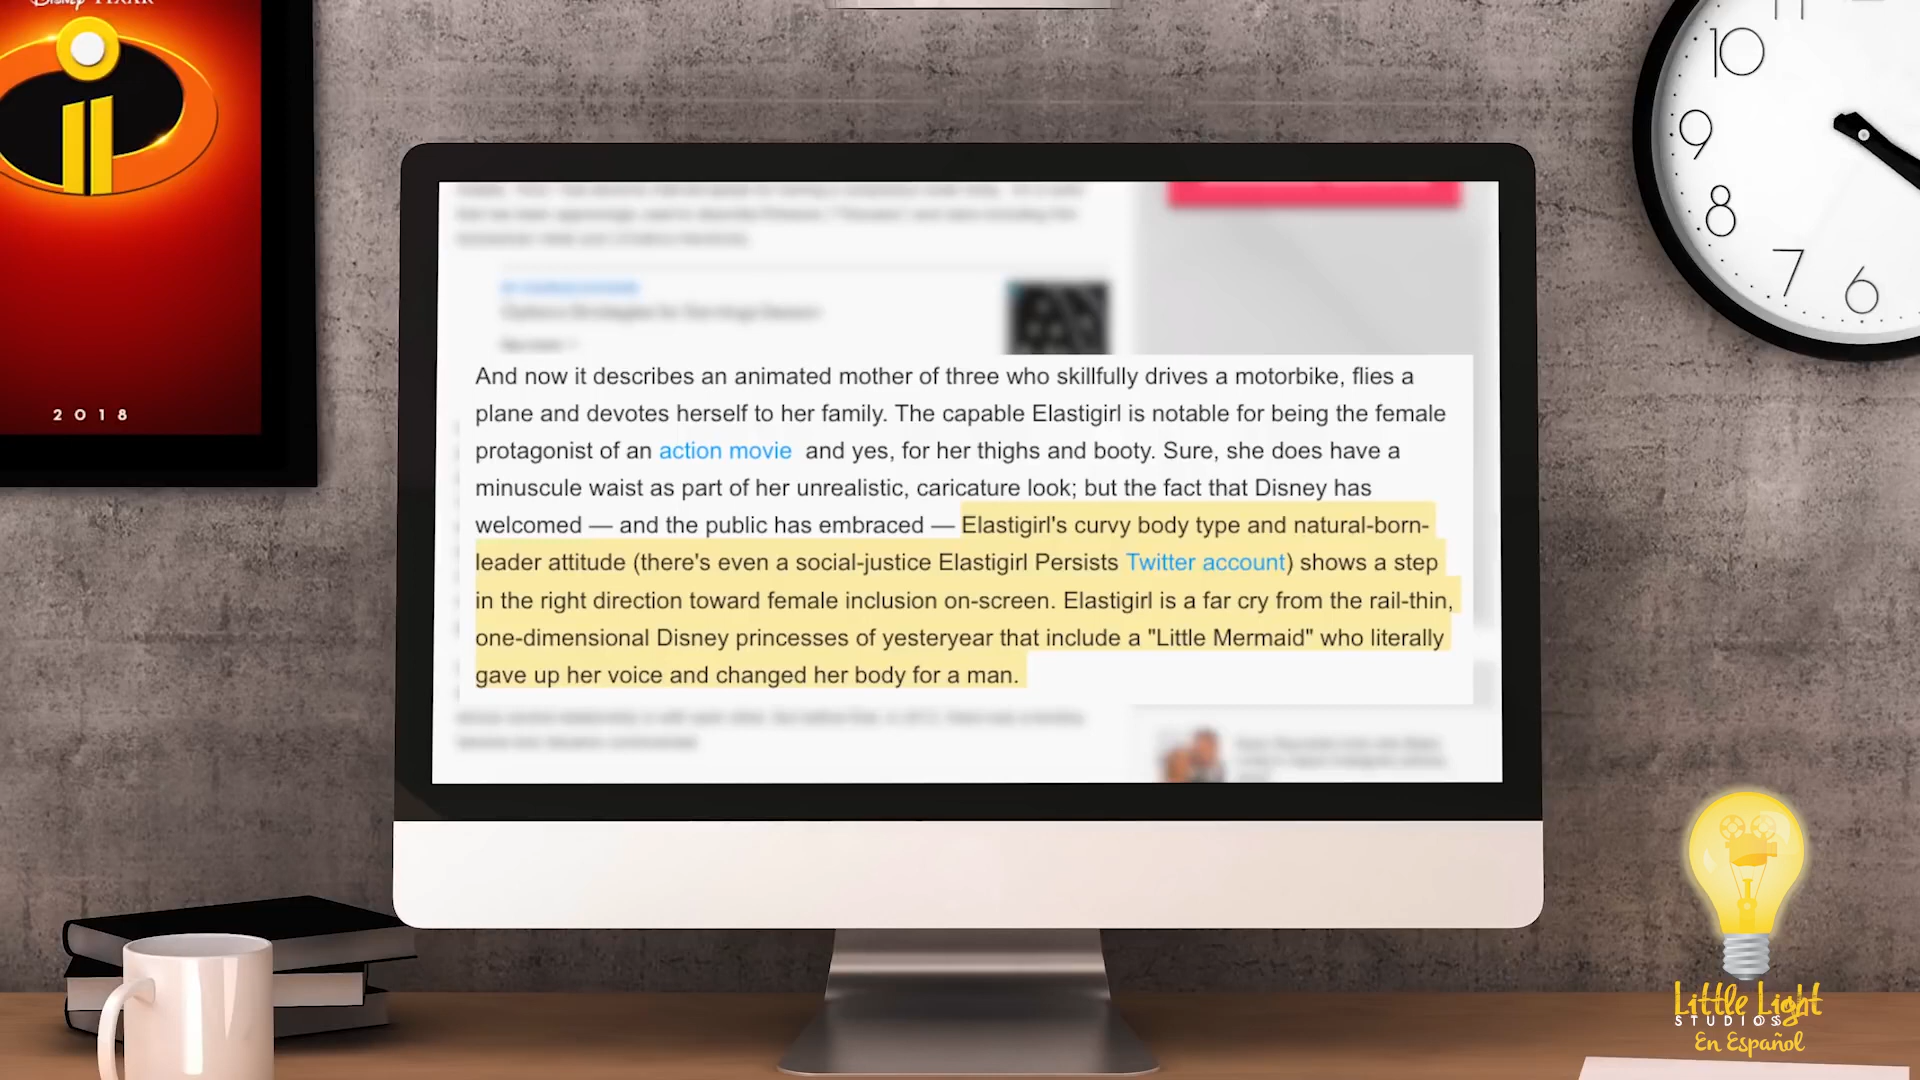 Disney PIXAR
2018
11
10
9
8
7
6
And now it describes an animated mother of three who skillfully drives a motorbike, flies a
plane and devotes herself to her family. The capable Elastigirl is notable for being the female
protagonist of an action movie and yes, for her thighs and booty. Sure, she does have a
minuscule waist as part of her unrealistic, caricature look; but the fact that Disney has
welcomed — and the public has embraced — Elastigirl's curvy body type and natural-born-
leader attitude (there's even a social-justice Elastigirl Persists Twitter account) shows a step
in the right direction toward female inclusion on-screen. Elastigirl is a far cry from the rail-thin,
one-dimensional Disney princesses of yesteryear that include a "Little Mermaid" who literally
gave up her voice and changed her body for a man.
Little Light
STUDIOS
En Español